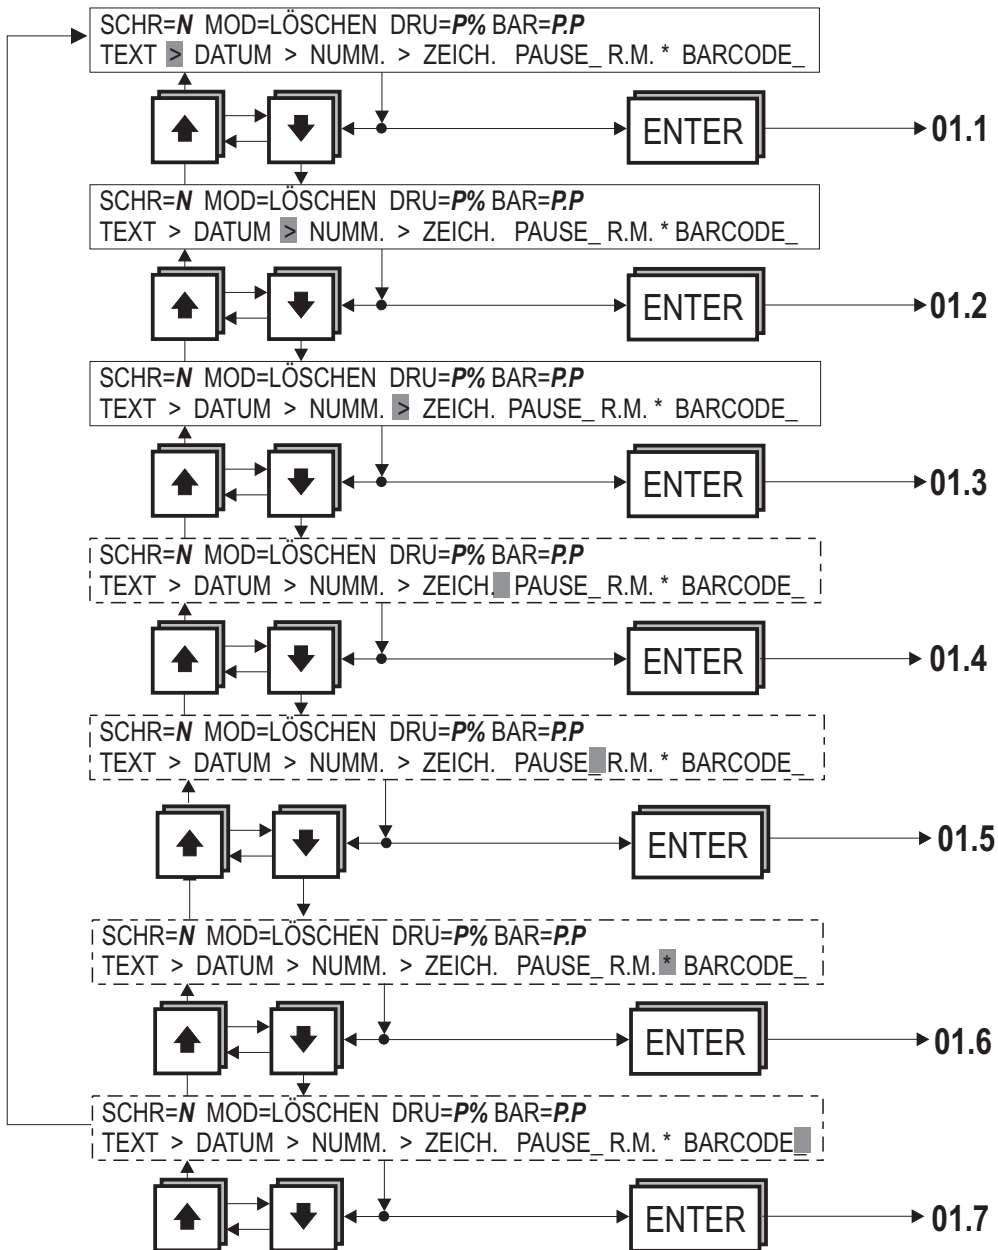 SCHR=N MOD=LÖSCHEN DRU=P% BAR=P.P
TEXT > DATUM > NUMM. > ZEICH. PAUSE_ R.M. * BARCODE_
ENTER
01.1
SCHR=N MOD=LÖSCHEN DRU=P% BAR=P.P
TEXT > DATUM > NUMM. > ZEICH. PAUSE_ R.M. * BARCODE_
ENTER
01.2
SCHR=N MOD=LÖSCHEN DRU=P% BAR=P.P
TEXT > DATUM > NUMM. > ZEICH. PAUSE_ R.M. * BARCODE_
ENTER
01.3
SCHR=N MOD=LÖSCHEN DRU=P% BAR=P.P
TEXT > DATUM > NUMM. > ZEICH. PAUSE_ R.M. * BARCODE_
ENTER
01.4
SCHR=N MOD=LÖSCHEN DRU=P% BAR=P.P
TEXT > DATUM > NUMM. > ZEICH. PAUSE_ R.M. * BARCODE_
ENTER
01.5
SCHR=N MOD=LÖSCHEN DRU=P% BAR=P.P
TEXT > DATUM > NUMM. > ZEICH. PAUSE_ R.M. * BARCODE_
ENTER
01.6
SCHR=N MOD=LÖSCHEN DRU=P% BAR=P.P
TEXT > DATUM > NUMM. > ZEICH. PAUSE_ R.M. * BARCODE_
ENTER
01.7